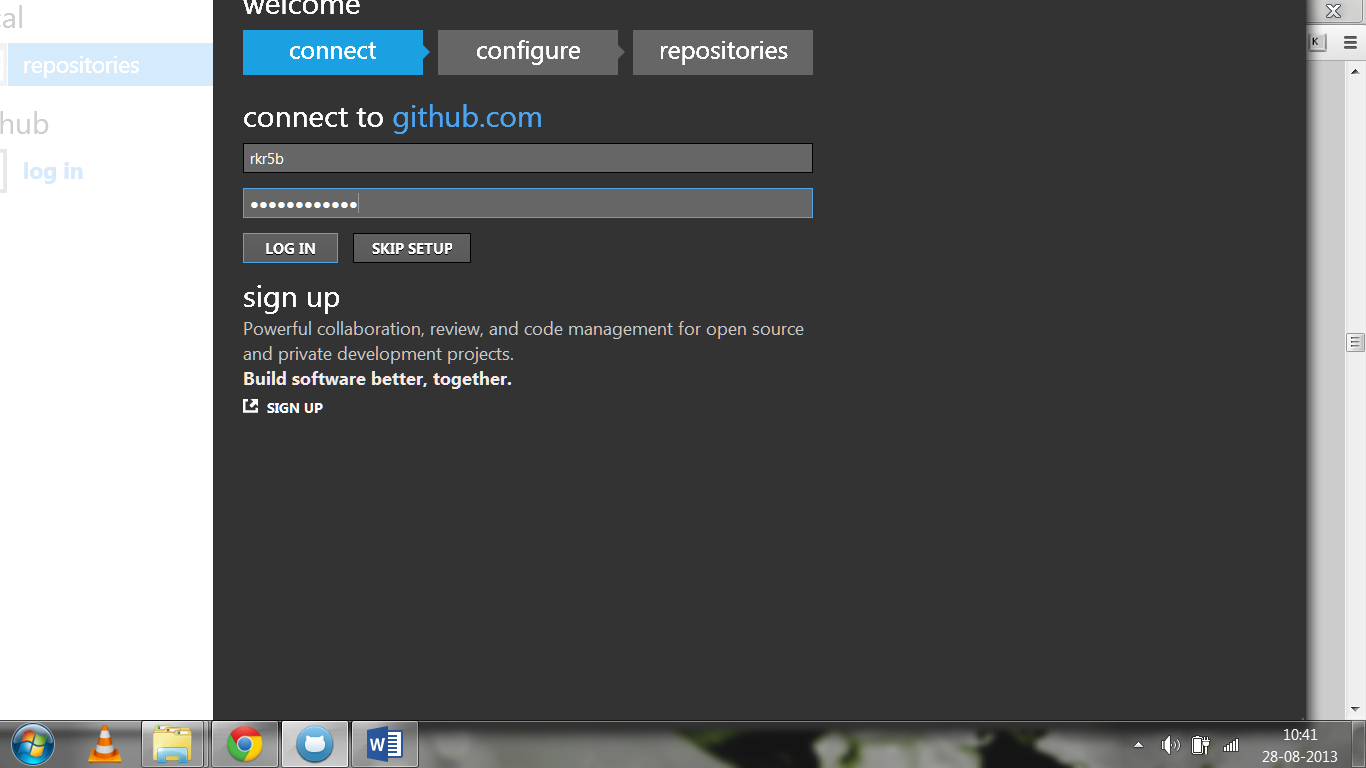 welcome
connect
configure
repositories
connect to github.com
rkr5b
●●●●●●●●●●●●
LOG IN
SKIP SETUP
sign up
Powerful collaboration, review, and code management for open source
and private development projects.
Build software better, together.
SIGN UP
cal
repositories
hub
log in
K
10:41
28-08-2013